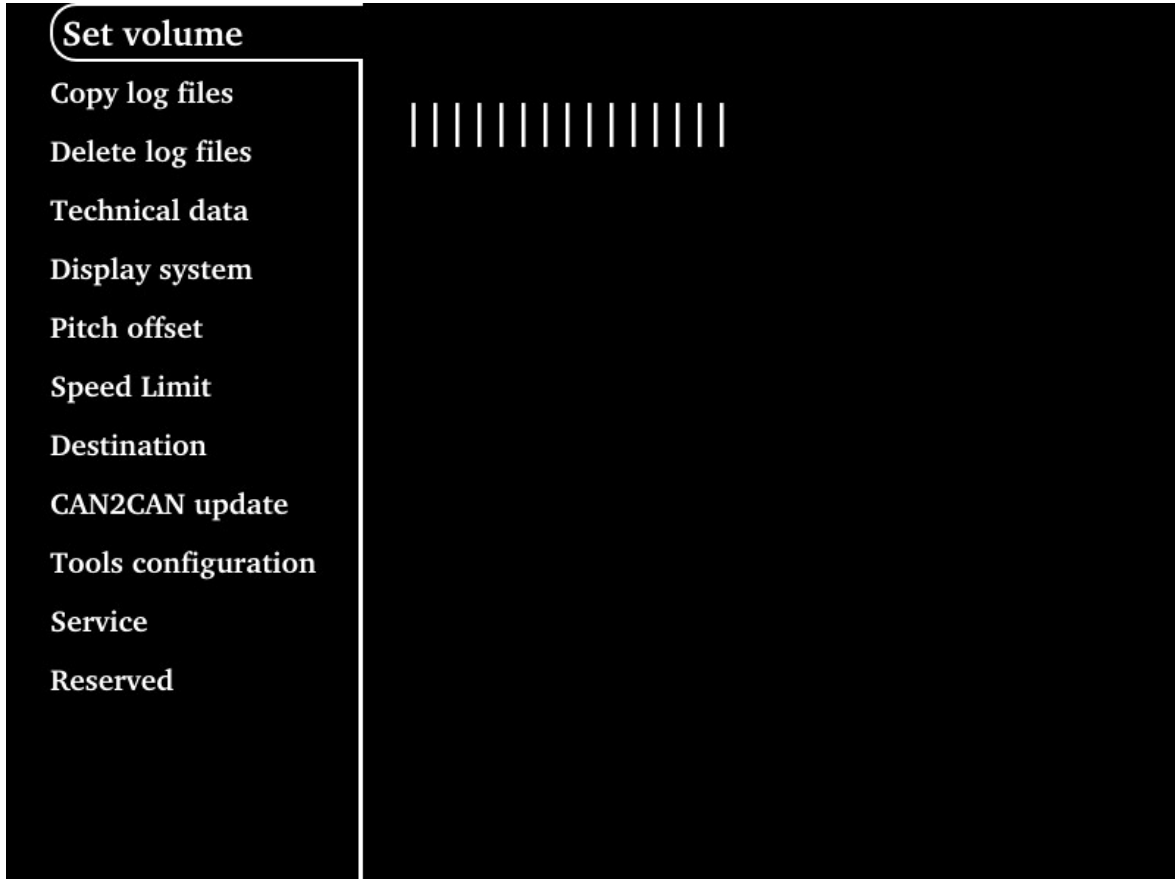 Set volume
Copy log files
Delete log files
Technical data
Display system
Pitch offset
Speed Limit
Destination
CAN2CAN update
Tools configuration
Service
Reserved